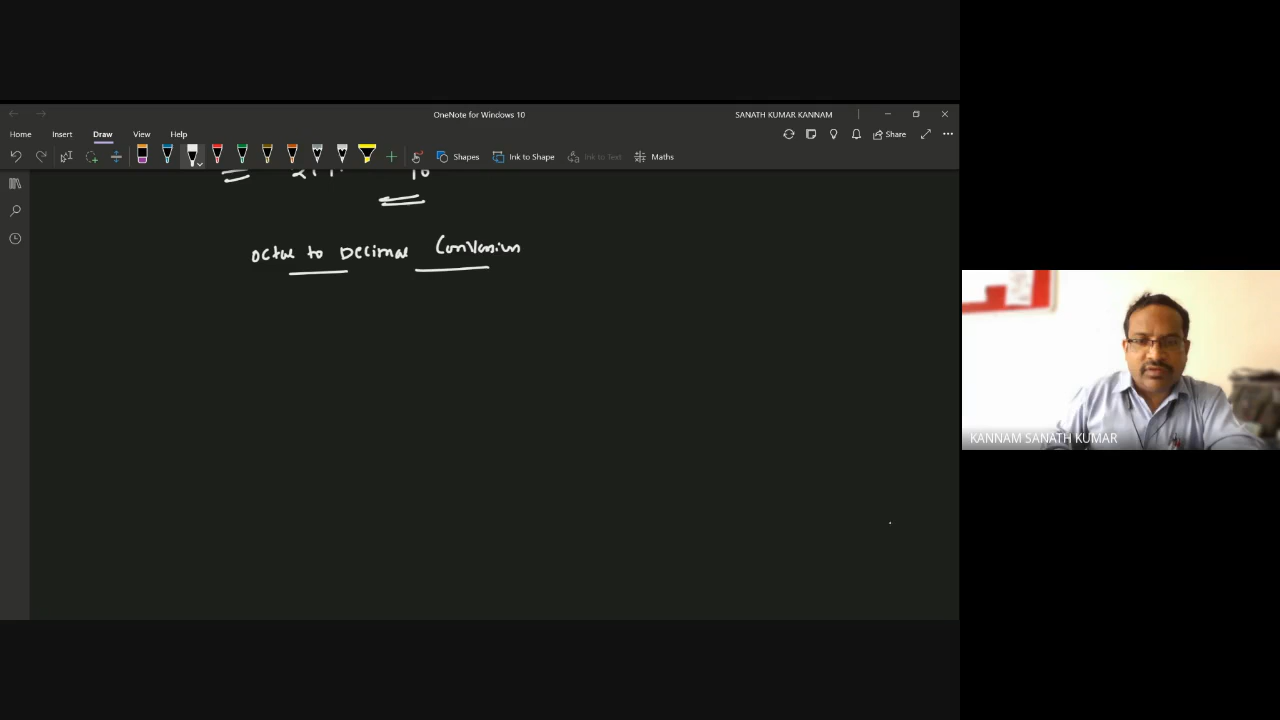 OneNote for Windows 10
SANATH KUMAR KANNAM
Home Insert Draw View Help
Share
Shapes
Ink to Shape
Ink to Text
Maths
10
octal to Decimal Conversion
KANNAM SANATH KUMAR